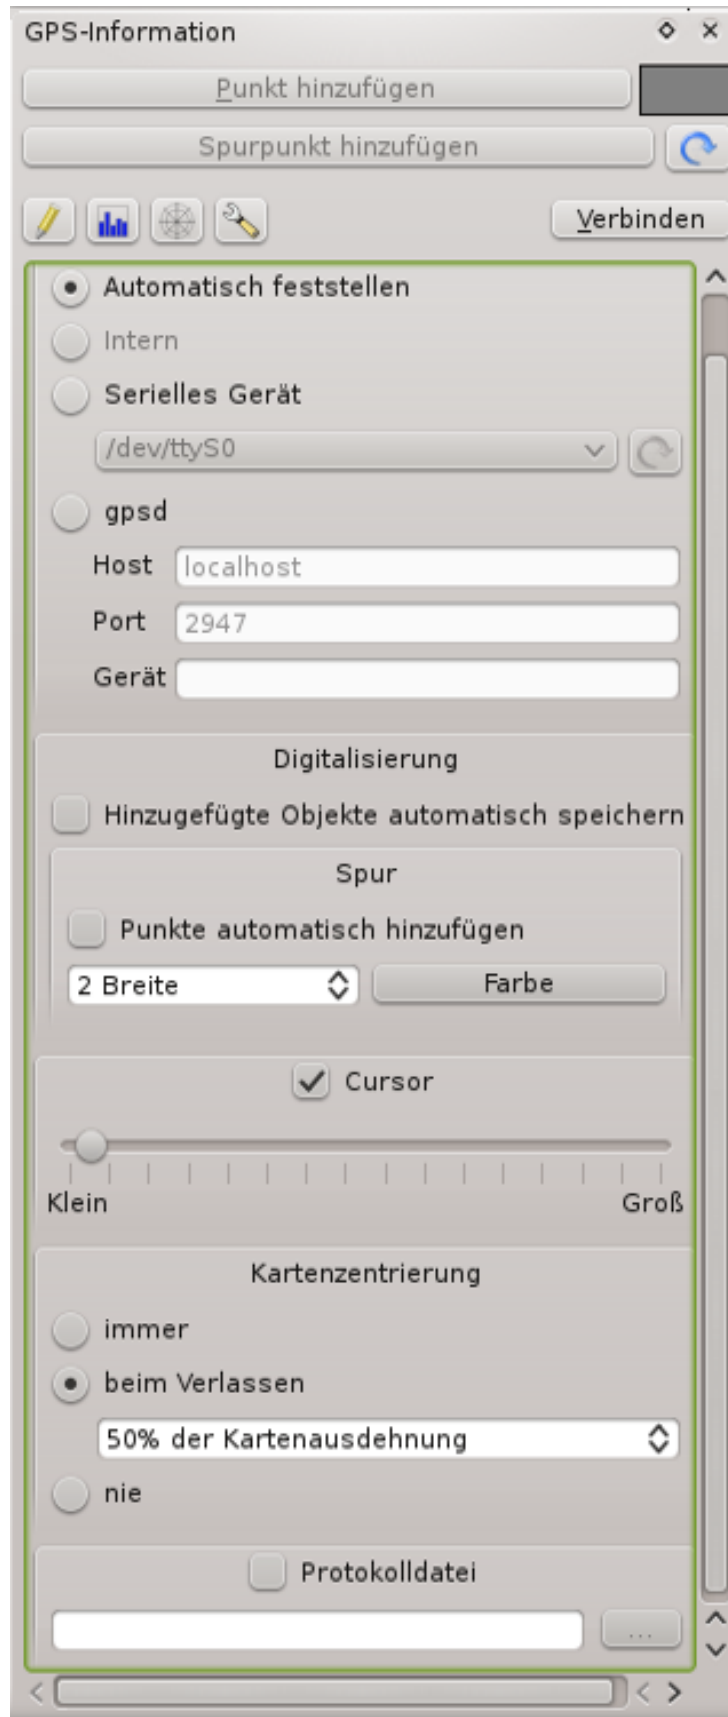 GPS-Information
Punkt hinzufügen
Spurpunkt hinzufügen
Verbinden
Automatisch feststellen
Intern
Serielles Gerät
/dev/ttyS0
gpsd
Host localhost
Port 2947
Gerät
Digitalisierung
Hinzugefügte Objekte automatisch speichern
Spur
Punkte automatisch hinzufügen
2 Breite Farbe
Cursor
Klein Groß
Kartenzentrierung
immer
beim Verlassen
50% der Kartenausdehnung
nie
Protokolldatei
...